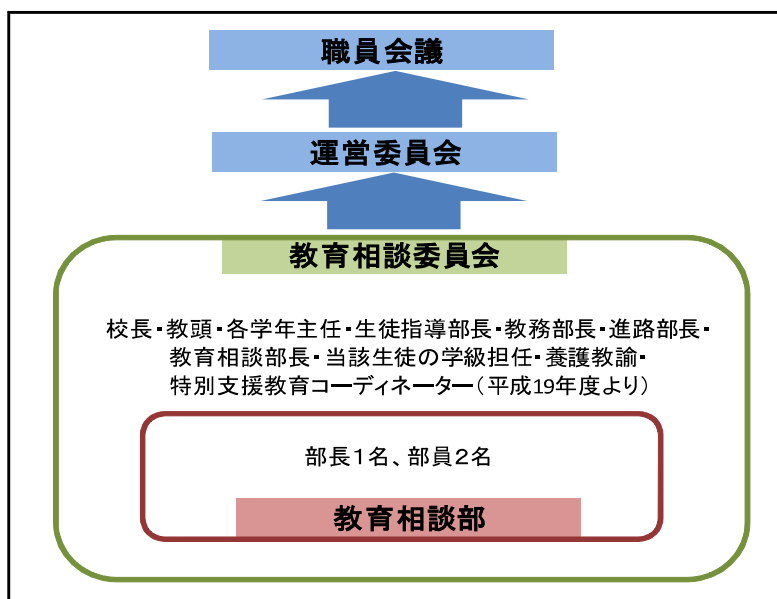 職員会議
運営委員会
教育相談委員会
校長・教頭・各学年主任・生徒指導部長・教務部長・進路部長・
教育相談部長・当該生徒の学級担任・養護教諭・
特別支援教育コーディネーター（平成19年度より）
部長１名、部員２名
教育相談部